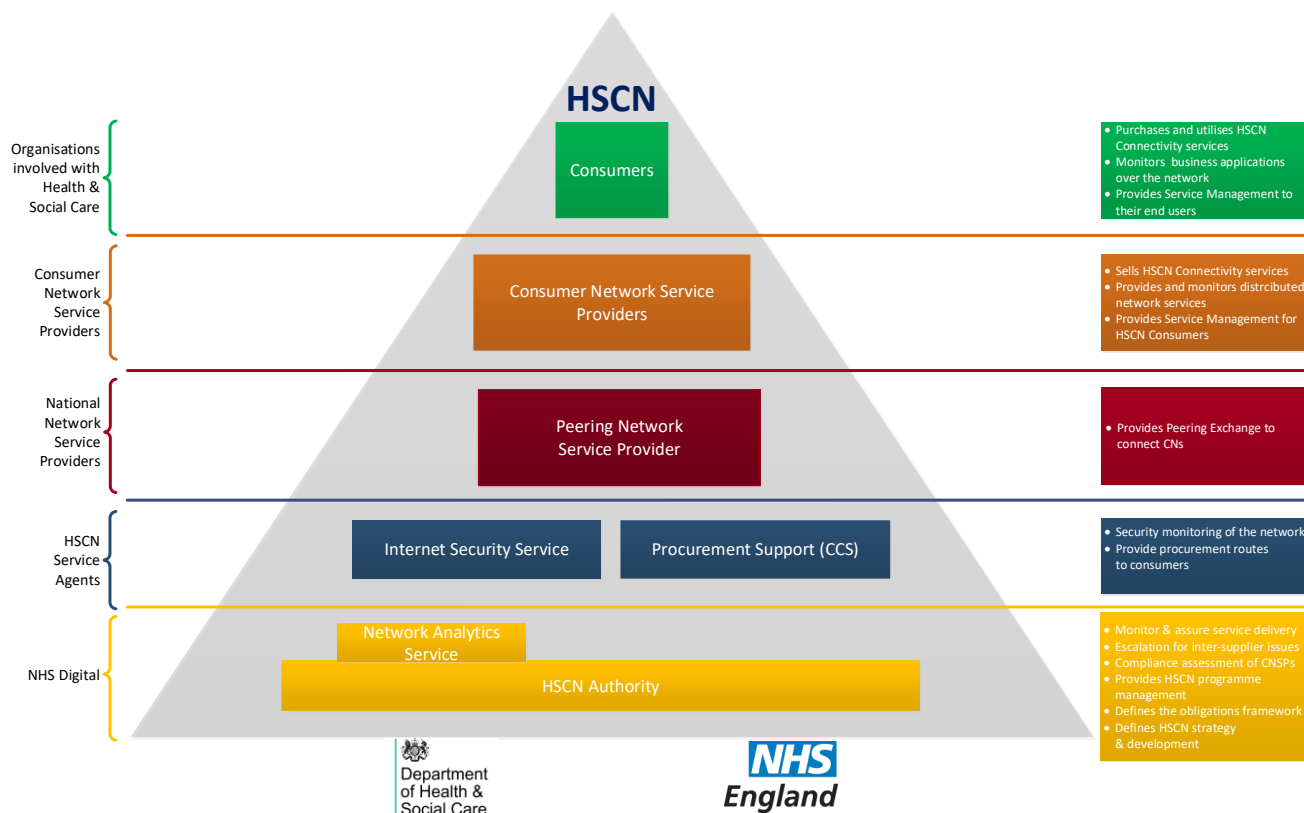 HSCN
Organisations
involved with
Health &
Social Care
Consumers
• Purchases and utilises HSCN
Connectivity services
• Monitors business applications
over the network
• Provides Service Management to
their end users
Consumer
Network
Service
Providers
Consumer Network Service
Providers
• Sells HSCN Connectivity services
• Provides and monitors distrcibuted
network services
• Provides Service Management for
HSCN Consumers
National
Network
Service
Providers
Peering Network
Service Provider
• Provides Peering Exchange to
connect CNs
HSCN
Service
Agents
Internet Security Service
Procurement Support (CCS)
• Security monitoring of the network
• Provide procurement routes
to consumers
NHS Digital
Network Analytics
Service
HSCN Authority
• Monitor & assure service delivery
• Escalation for inter-supplier issues
• Compliance assessment of CNSPs
• Provides HSCN programme
management
• Defines the obligations framework
• Defines HSCN strategy
& development
Department
of Health &
Social Care
NHS
England